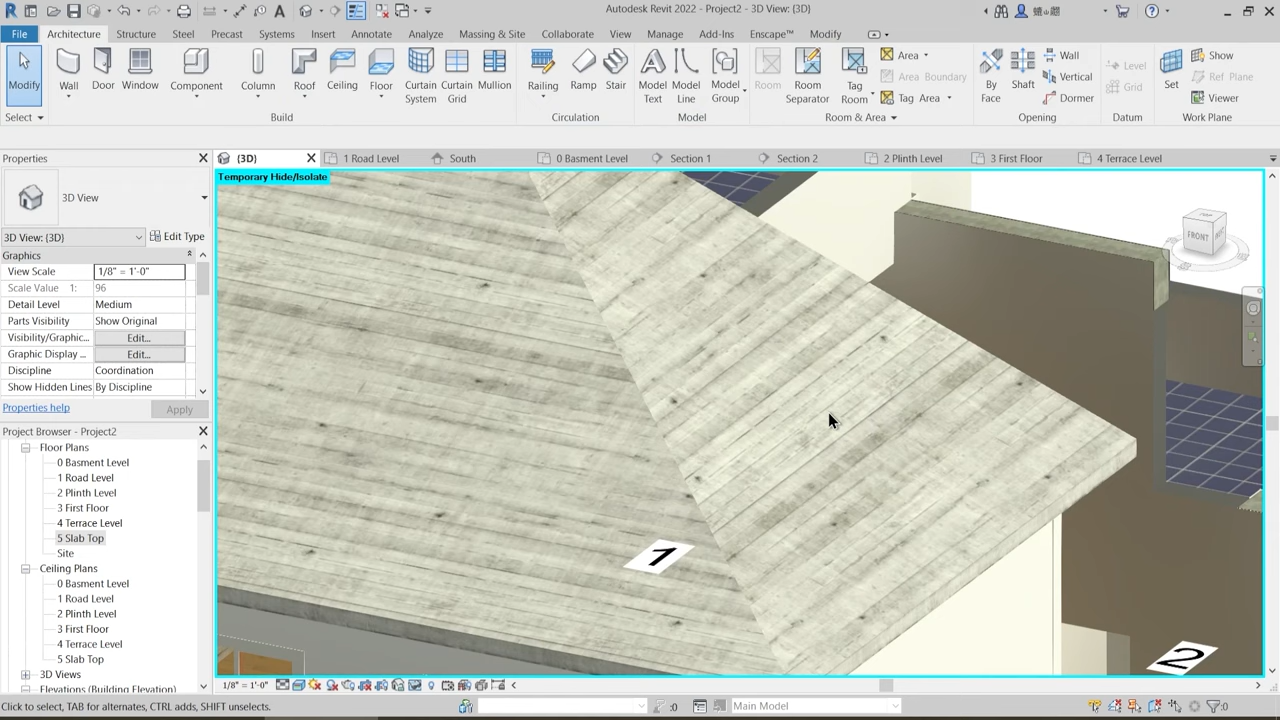 Autodesk Revit 2022 - Project2 - 3D View: {3D}
File Architecture Structure Steel Precast Systems Insert Annotate Analyze Massing & Site Collaborate View Manage Add-Ins Enscape™ Modify
Modify Wall Door Window Component Column Roof Ceiling Floor Curtain System Curtain Grid Mullion Railing Ramp Stair Model Text Model Line Model Group Room Room Separator Tag Room Area Area Boundary Tag Area By Face Shaft Wall Vertical Dormer Level Grid Set Show Ref Plane Viewer
Select Build Circulation Model Room & Area Opening Datum Work Plane
Properties
{3D} 1 Road Level South 0 Basment Level Section 1 Section 2 2 Plinth Level 3 First Floor 4 Terrace Level
Temporary Hide/Isolate
3D View
3D View: {3D} Edit Type
Graphics
View Scale 1/8" = 1'-0"
Scale Value 1: 96
Detail Level Medium
Parts Visibility Show Original
Visibility/Graphic... Edit...
Graphic Display ... Edit...
Discipline Coordination
Show Hidden Lines By Discipline
Properties help Apply
Project Browser - Project2
Floor Plans
0 Basment Level
1 Road Level
2 Plinth Level
3 First Floor
4 Terrace Level
5 Slab Top
Site
Ceiling Plans
0 Basment Level
1 Road Level
2 Plinth Level
3 First Floor
4 Terrace Level
5 Slab Top
3D Views
Elevations (Building Elevation)
TOP
FRONT
1
2
1/8" = 1'-0"
Click to select, TAB for alternates, CTRL adds, SHIFT unselects.
:0
Main Model
:0